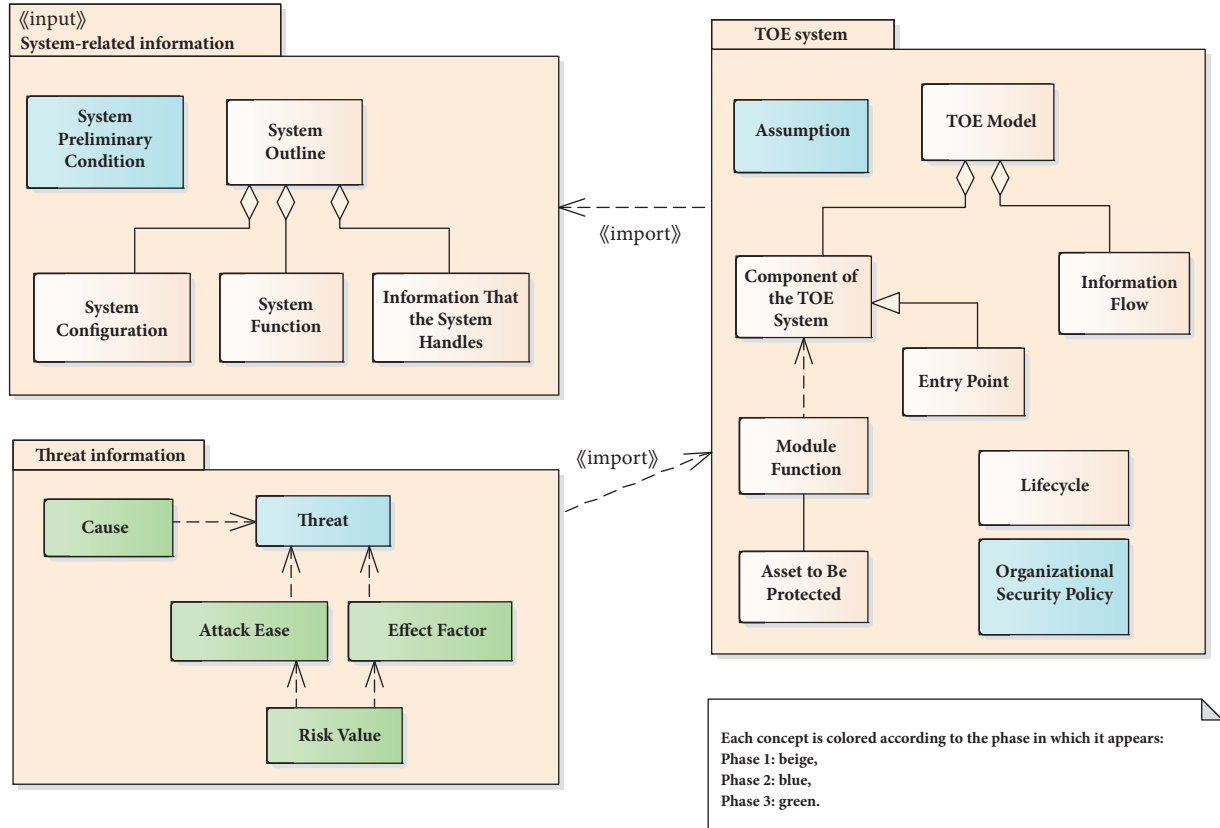 《input》
System-related information
System
Preliminary
Condition
System
Outline
System
Configuration
System
Function
Information That
the System
Handles
《import》
TOE system
Assumption
TOE Model
Component of
the TOE
System
Information
Flow
Entry Point
Module
Function
Asset to Be
Protected
Lifecycle
Organizational
Security Policy
《import》
Threat information
Cause
Threat
Attack Ease
Effect Factor
Risk Value
Each concept is colored according to the phase in which it appears:
Phase 1: beige,
Phase 2: blue,
Phase 3: green.